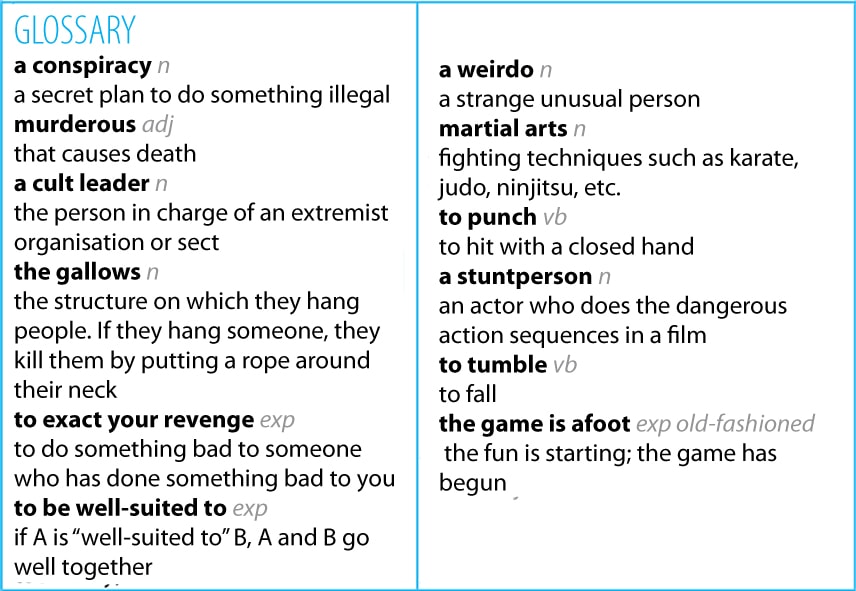 GLOSSARY
a conspiracy n
a secret plan to do something illegal
murderous adj
that causes death
a cult leader n
the person in charge of an extremist
organisation or sect
the gallows n
the structure on which they hang
people. If they hang someone, they
kill them by putting a rope around
their neck
to exact your revenge exp
to do something bad to someone
who has done something bad to you
to be well-suited to exp
if A is “well-suited to” B, A and B go
well together
a weirdo n
a strange unusual person
martial arts n
fighting techniques such as karate,
judo, ninjitsu, etc.
to punch vb
to hit with a closed hand
a stuntperson n
an actor who does the dangerous
action sequences in a film
to tumble vb
to fall
the game is afoot exp old-fashioned
the fun is starting; the game has
begun